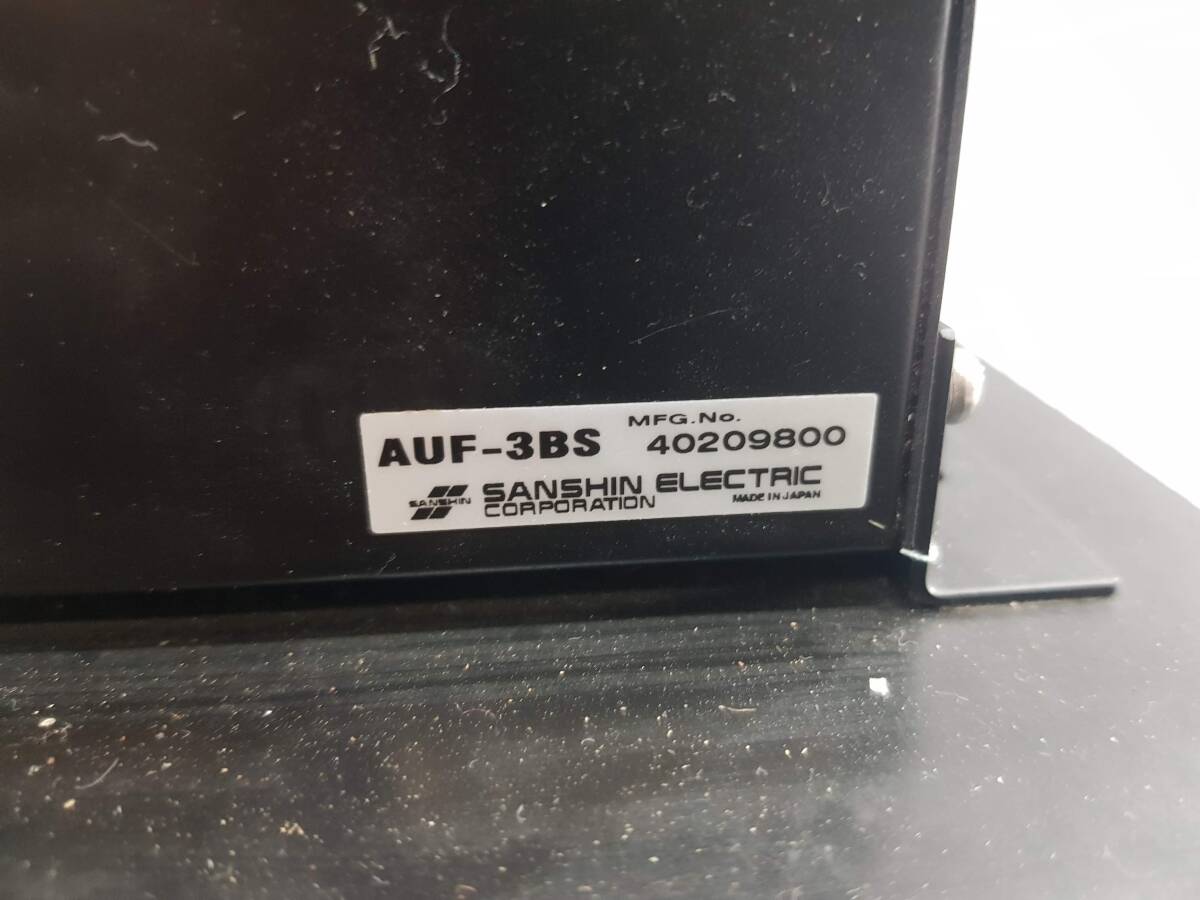 MFG.No.
AUF-3BS 40209800
SANSHIN SANSHIN ELECTRIC
CORPORATION MADE IN JAPAN